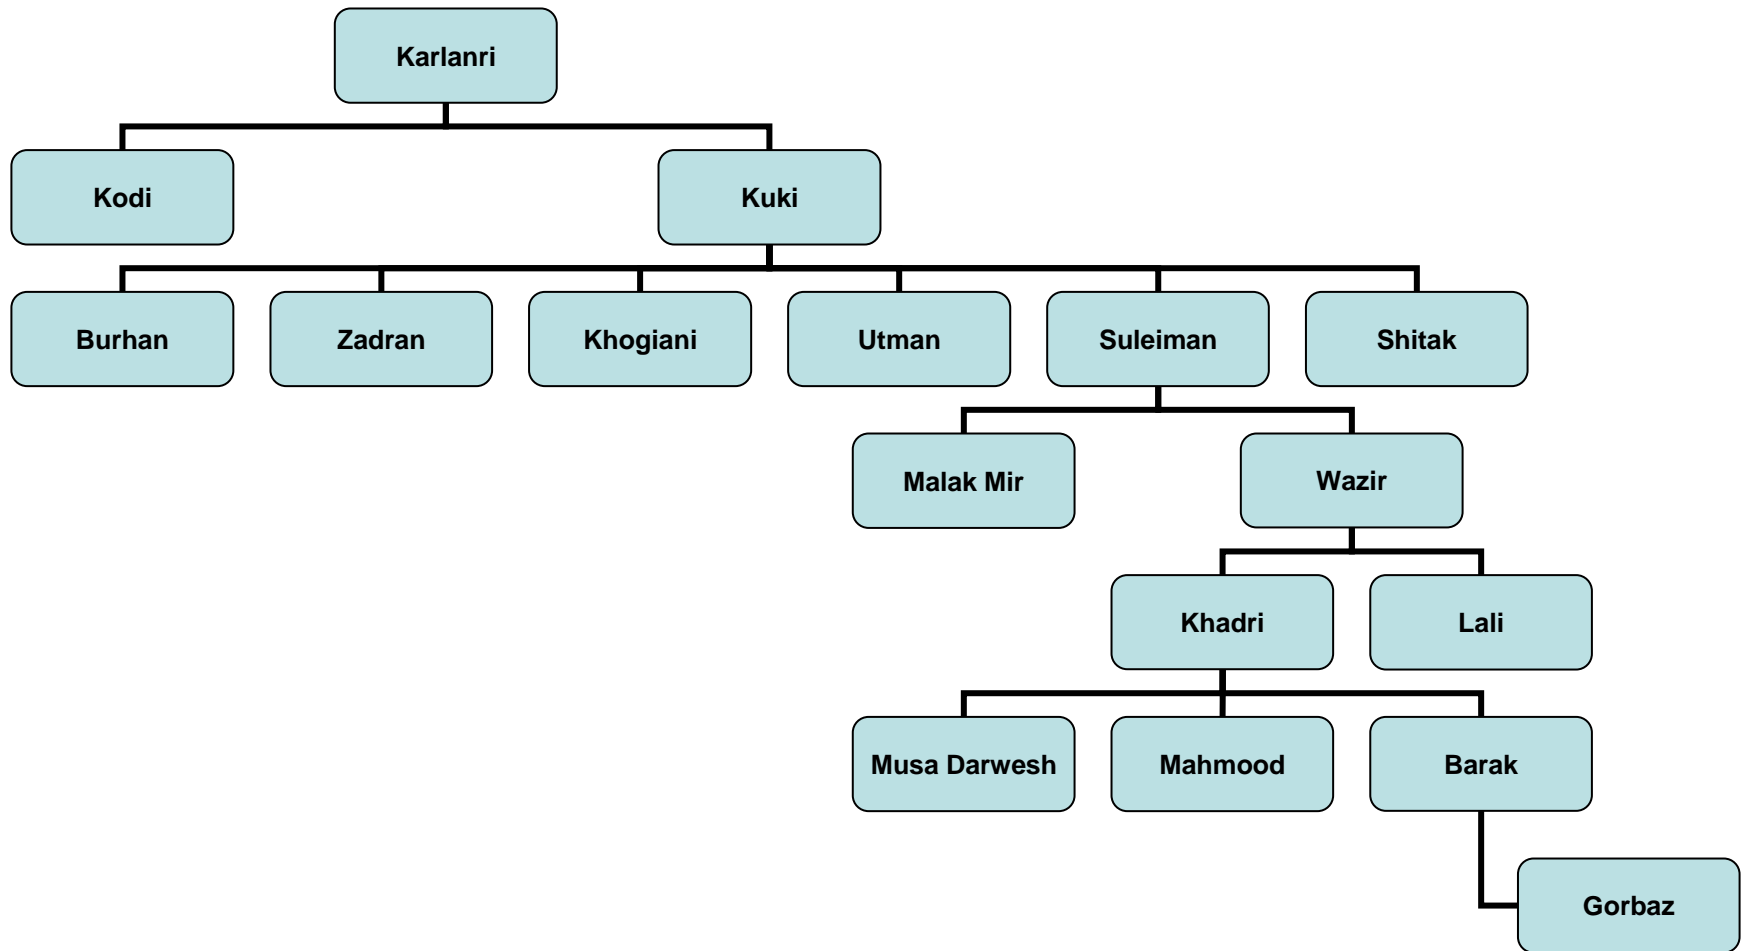 Karlanri
Kodi
Kuki
Burhan
Zadran
Khogiani
Utman
Suleiman
Shitak
Malak Mir
Wazir
Khadri
Lali
Musa Darwesh
Mahmood
Barak
Gorbaz